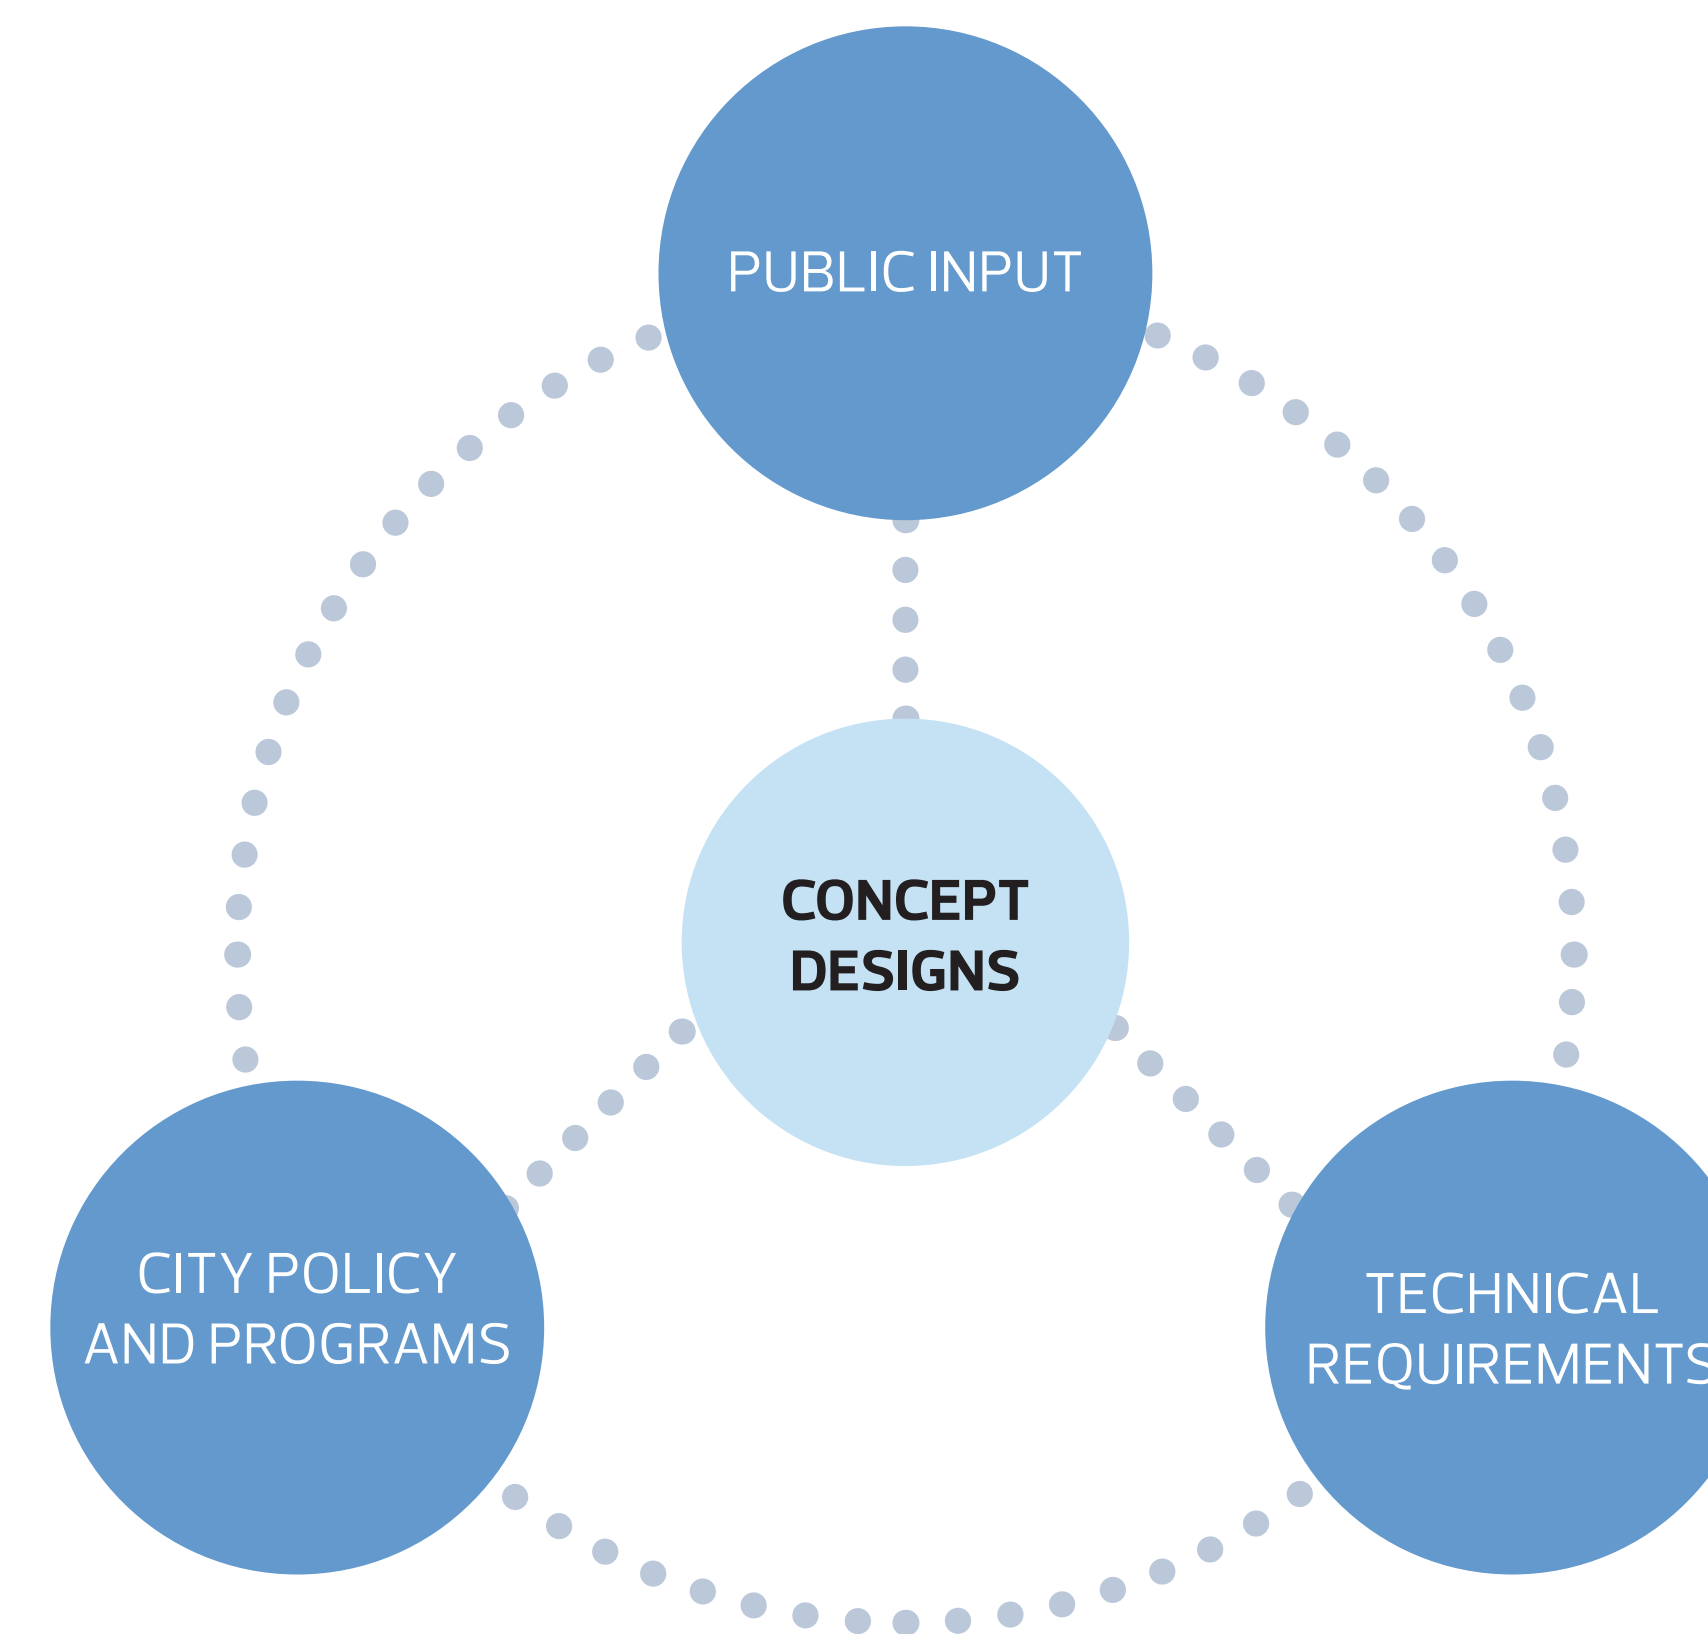 PUBLIC INPUT
CONCEPT
DESIGNS
CITY POLICY
AND PROGRAMS
TECHNICAL
REQUIREMENTS